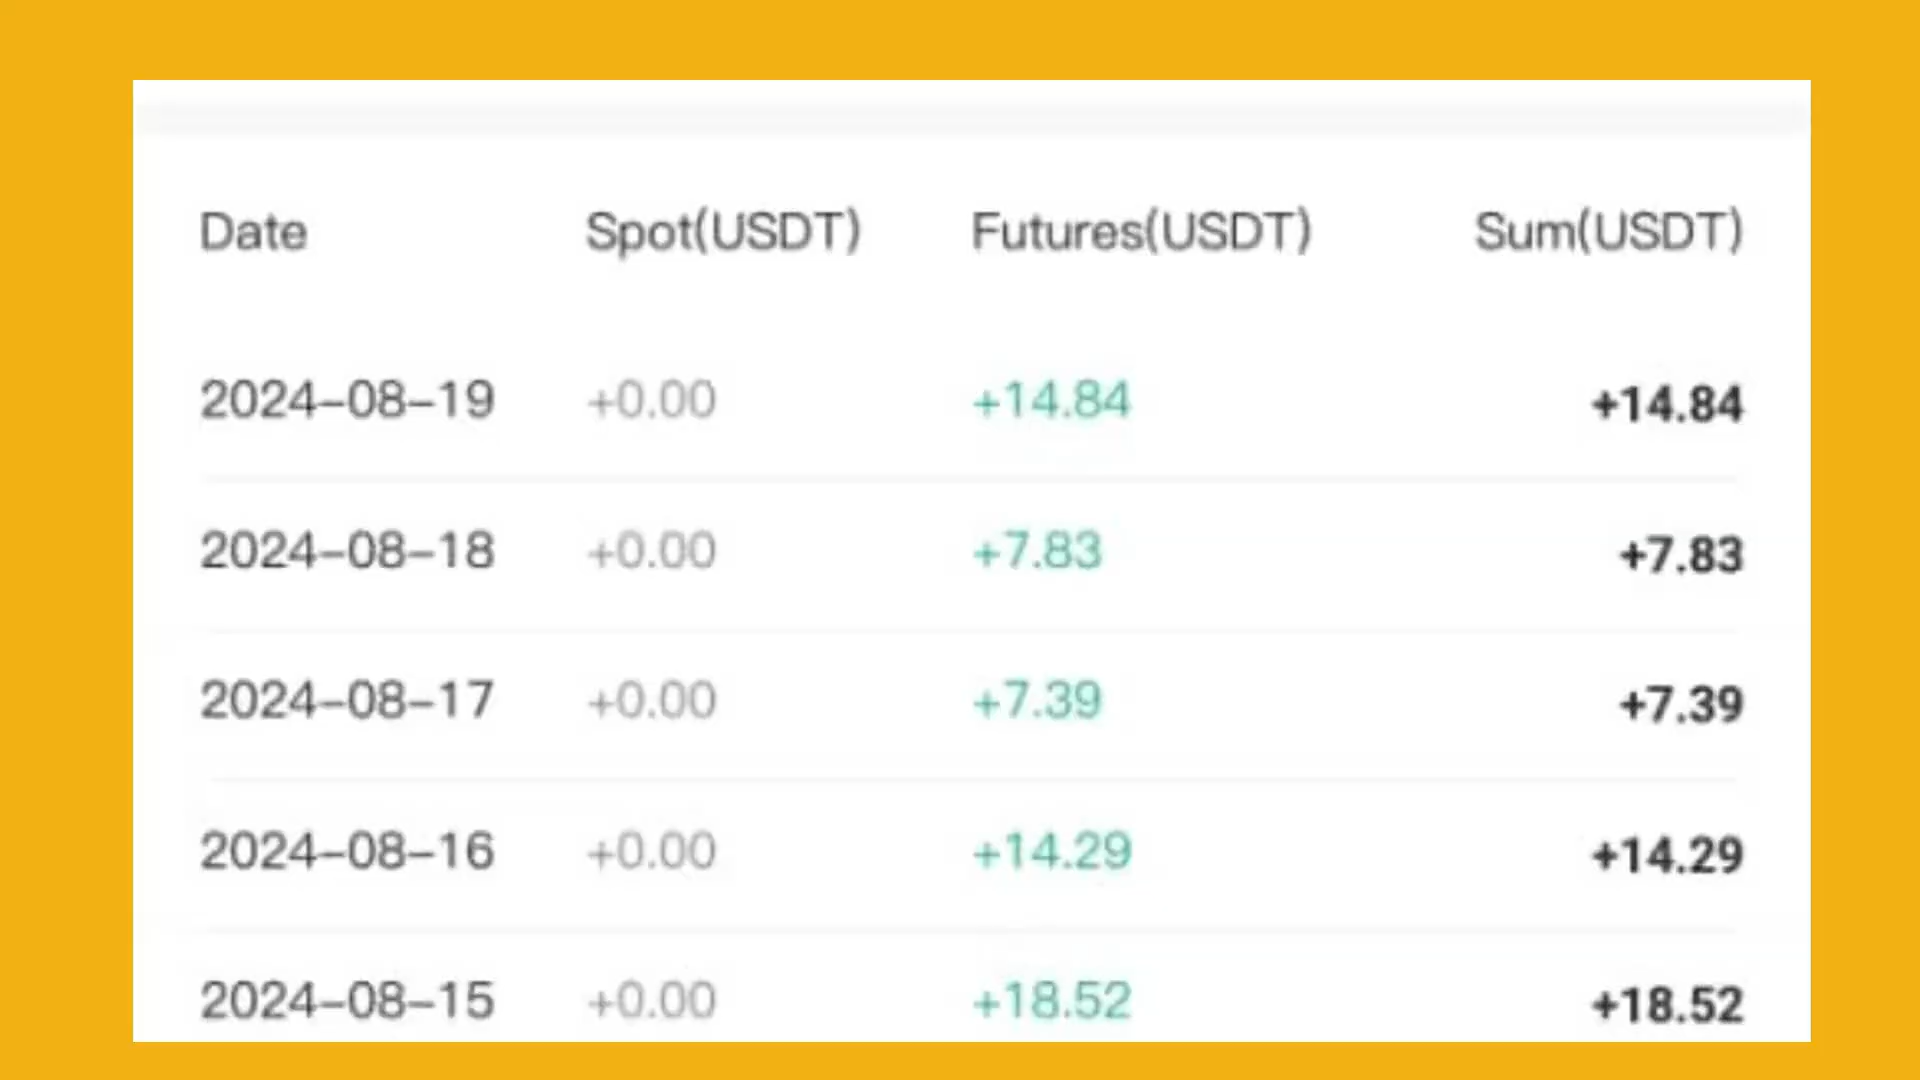 Date Spot(USDT) Futures(USDT) Sum(USDT)
2024–08–19 +0.00 +14.84 +14.84
2024–08–18 +0.00 +7.83 +7.83
2024–08–17 +0.00 +7.39 +7.39
2024–08–16 +0.00 +14.29 +14.29
2024–08–15 +0.00 +18.52 +18.52